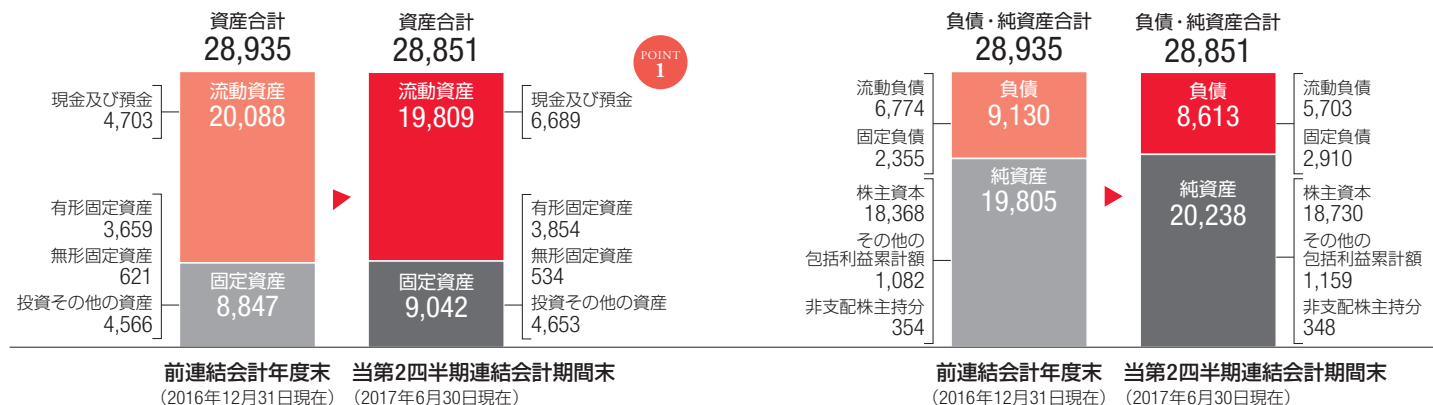 資産合計
28,935
資産合計
28,851
POINT
1
現金及び預金
4,703
流動資産
20,088
流動資産
19,809
現金及び預金
6,689
有形固定資産
3,659
無形固定資産
621
投資その他の資産
4,566
固定資産
8,847
固定資産
9,042
有形固定資産
3,854
無形固定資産
534
投資その他の資産
4,653
前連結会計年度末
(2016年12月31日現在)
当第2四半期連結会計期間末
(2017年6月30日現在)
負債・純資産合計
28,935
負債・純資産合計
28,851
流動負債
6,774
固定負債
2,355
負債
9,130
負債
8,613
流動負債
5,703
固定負債
2,910
株主資本
18,368
その他の
包括利益累計額
1,082
非支配株主持分
354
純資産
19,805
純資産
20,238
株主資本
18,730
その他の
包括利益累計額
1,159
非支配株主持分
348
前連結会計年度末
(2016年12月31日現在)
当第2四半期連結会計期間末
(2017年6月30日現在)